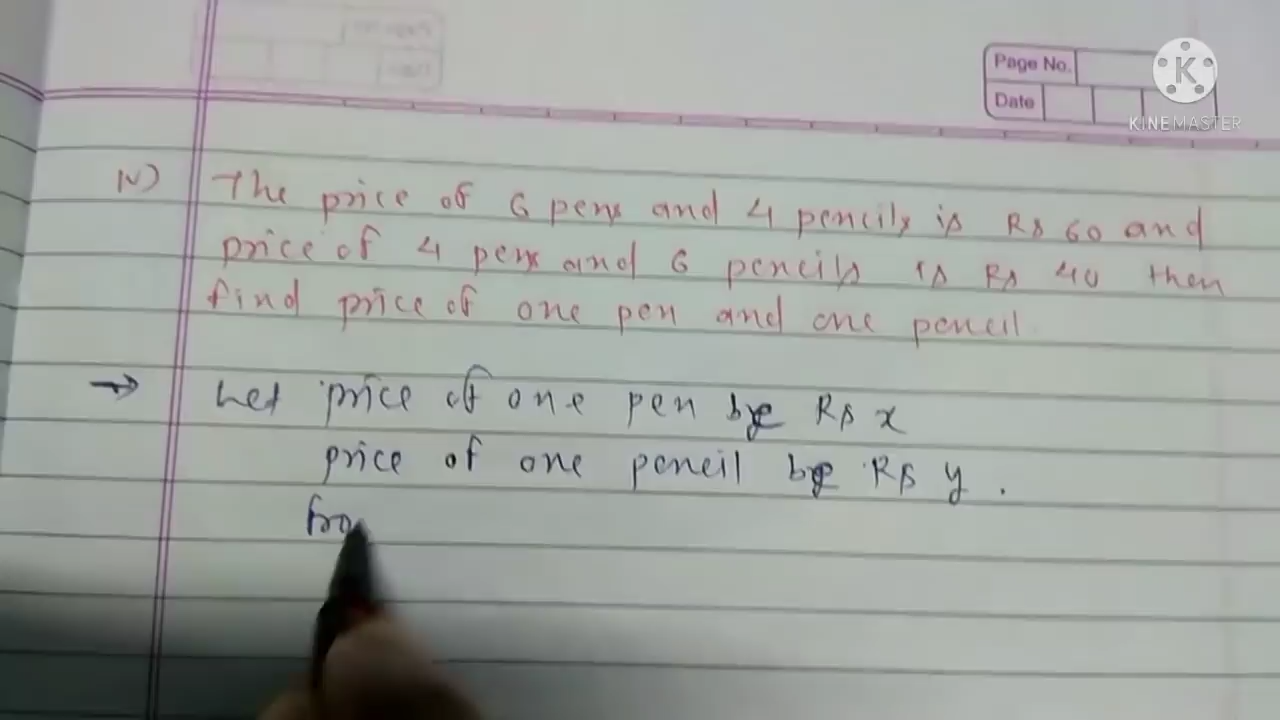 Page No.
Date
KINEMASTER
IV) The price of 6 pens and 4 pencils is Rs 60 and
price of 4 pens and 6 pencils is Rs 40 then
find price of one pen and one pencil.
→ Let price of one pen be Rs x
price of one pencil be Rs y.
fro